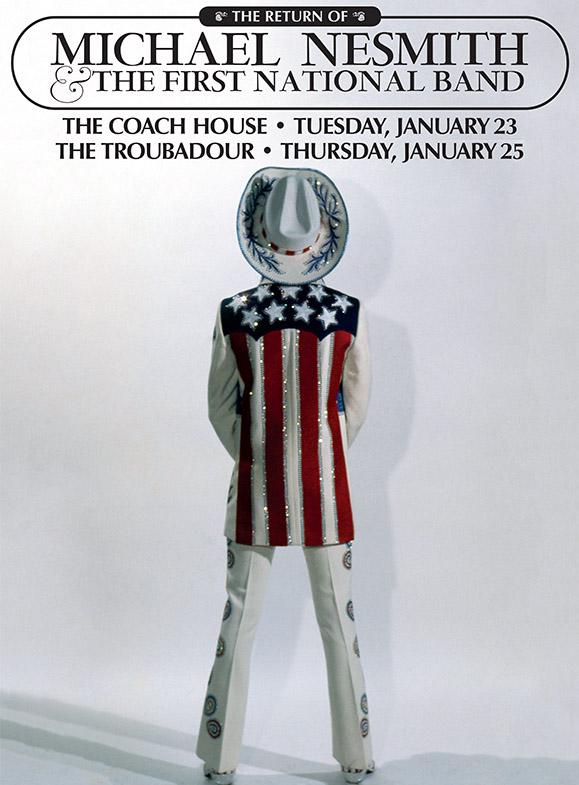 THE RETURN OF
MICHAEL NESMITH
& THE FIRST NATIONAL BAND
THE COACH HOUSE • TUESDAY, JANUARY 23
THE TROUBADOUR • THURSDAY, JANUARY 25